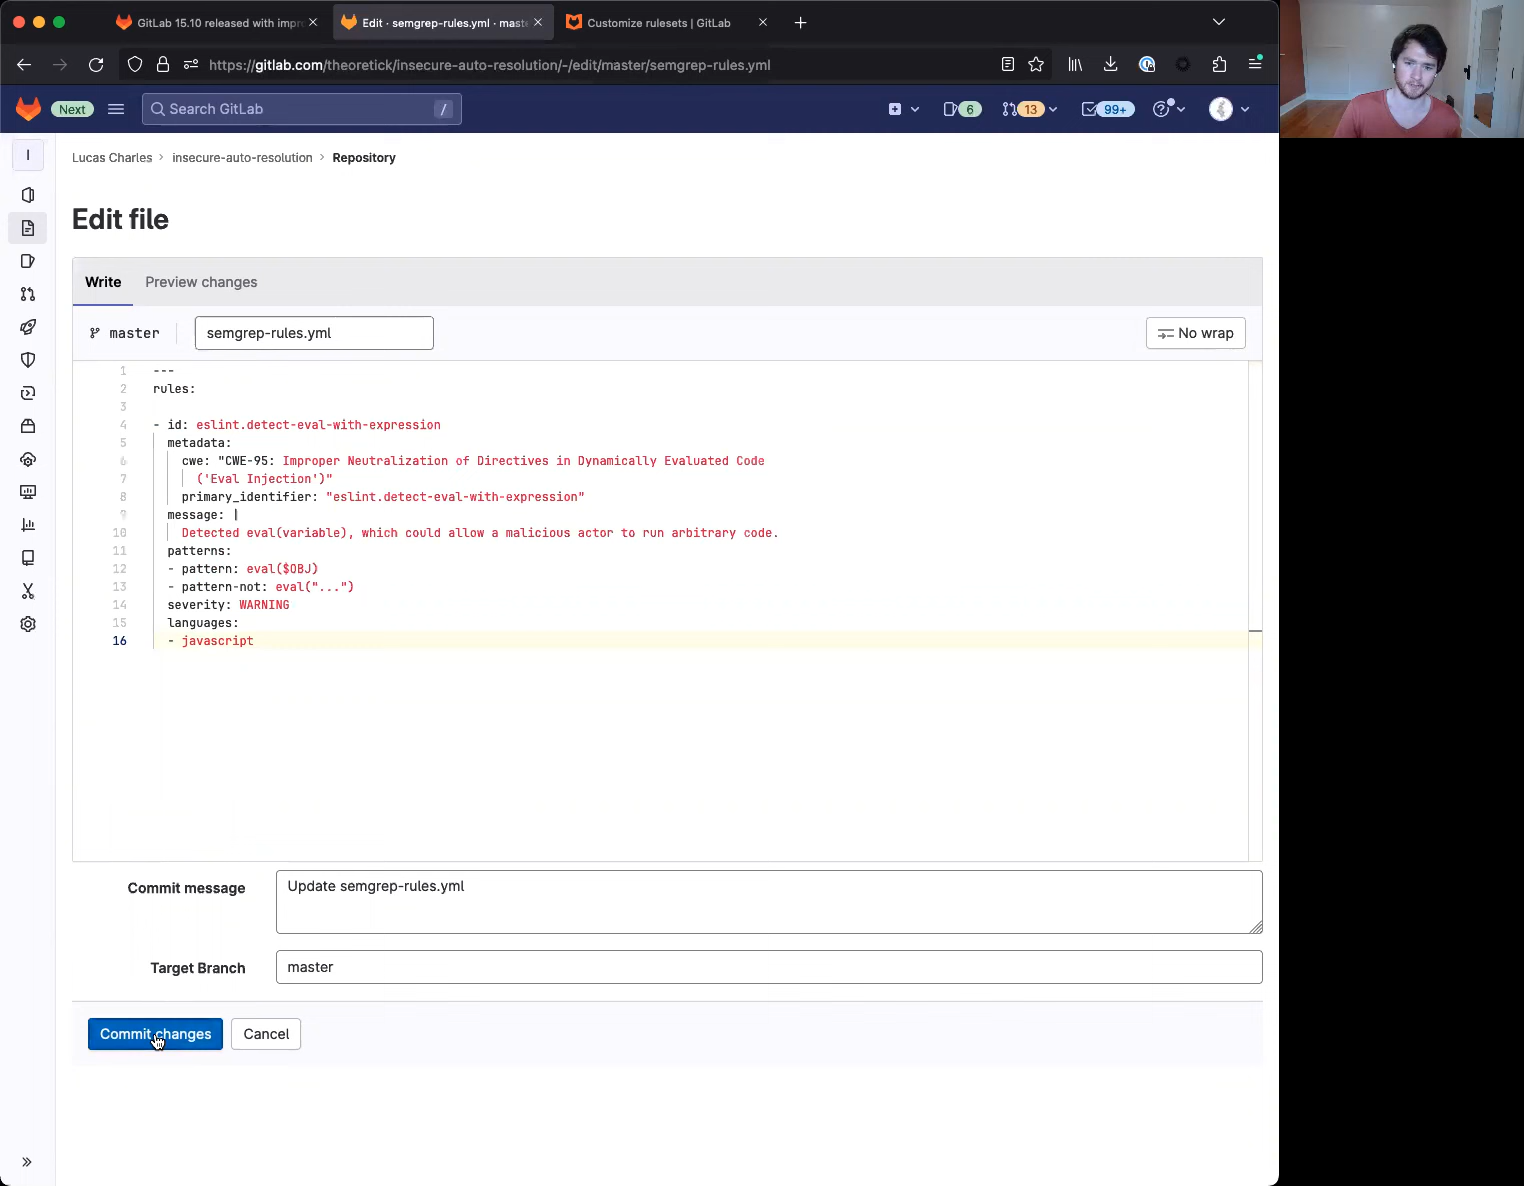 GitLab 15.10 released with impr
Edit · semgrep-rules.yml · mast
Customize rulesets | GitLab
https://gitlab.com/theoretick/insecure-auto-resolution/-/edit/master/semgrep-rules.yml
Next
Search GitLab
/
6
13
99+
I
Lucas Charles › insecure-auto-resolution › Repository
Edit file
Write
Preview changes
master
semgrep-rules.yml
No wrap
1 ---
2 rules:
3
4 - id: eslint.detect-eval-with-expression
5 metadata:
6 cwe: "CWE-95: Improper Neutralization of Directives in Dynamically Evaluated Code
7 ('Eval Injection')"
8 primary_identifier: "eslint.detect-eval-with-expression"
9 message: |
10 Detected eval(variable), which could allow a malicious actor to run arbitrary code.
11 patterns:
12 - pattern: eval($OBJ)
13 - pattern-not: eval("...")
14 severity: WARNING
15 languages:
16 - javascript
Commit message
Update semgrep-rules.yml
Target Branch
master
Commit changes
Cancel